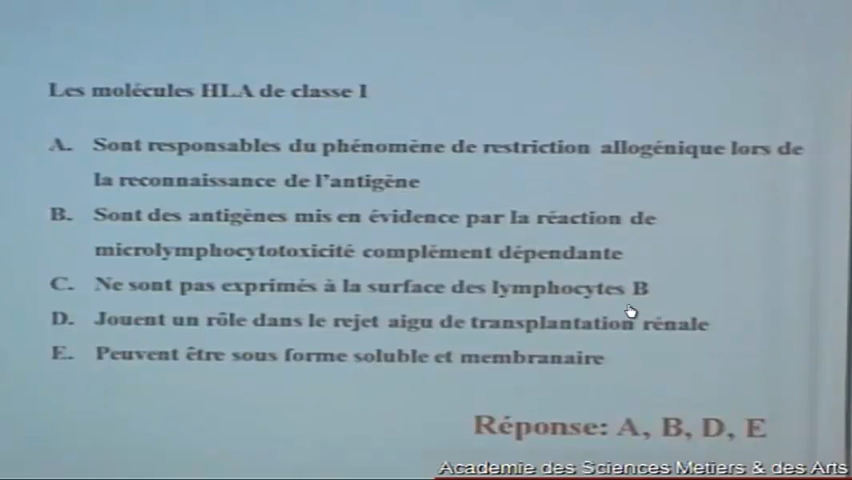 Les molécules HLA de classe I
A. Sont responsables du phénomène de restriction allogénique lors de
la reconnaissance de l'antigène
B. Sont des antigènes mis en évidence par la réaction de
microlymphocytotoxicité complément dépendante
C. Ne sont pas exprimés à la surface des lymphocytes B
D. Jouent un rôle dans le rejet aigu de transplantation rénale
E. Peuvent être sous forme soluble et membranaire
Réponse: A, B, D, E
Academie des Sciences Metiers & des Arts